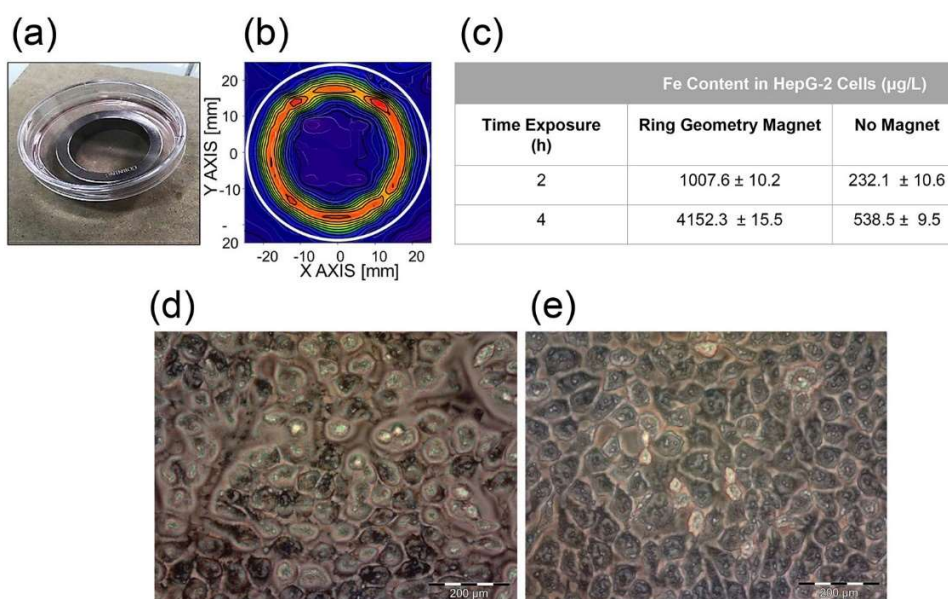 (a)
(b)
(c)
20
10
0
-10
-
20
Y AXIS [mm]
-20 -10 0 10 20
X AXIS [mm]
Fe Content in HepG-2 Cells (µg/L)
Time Exposure (h) Ring Geometry Magnet No Magnet
2 1007.6 ± 10.2 232.1 ± 10.6
4 4152.3 ± 15.5 538.5 ± 9.5
(d)
(e)
200 µm
200 µm